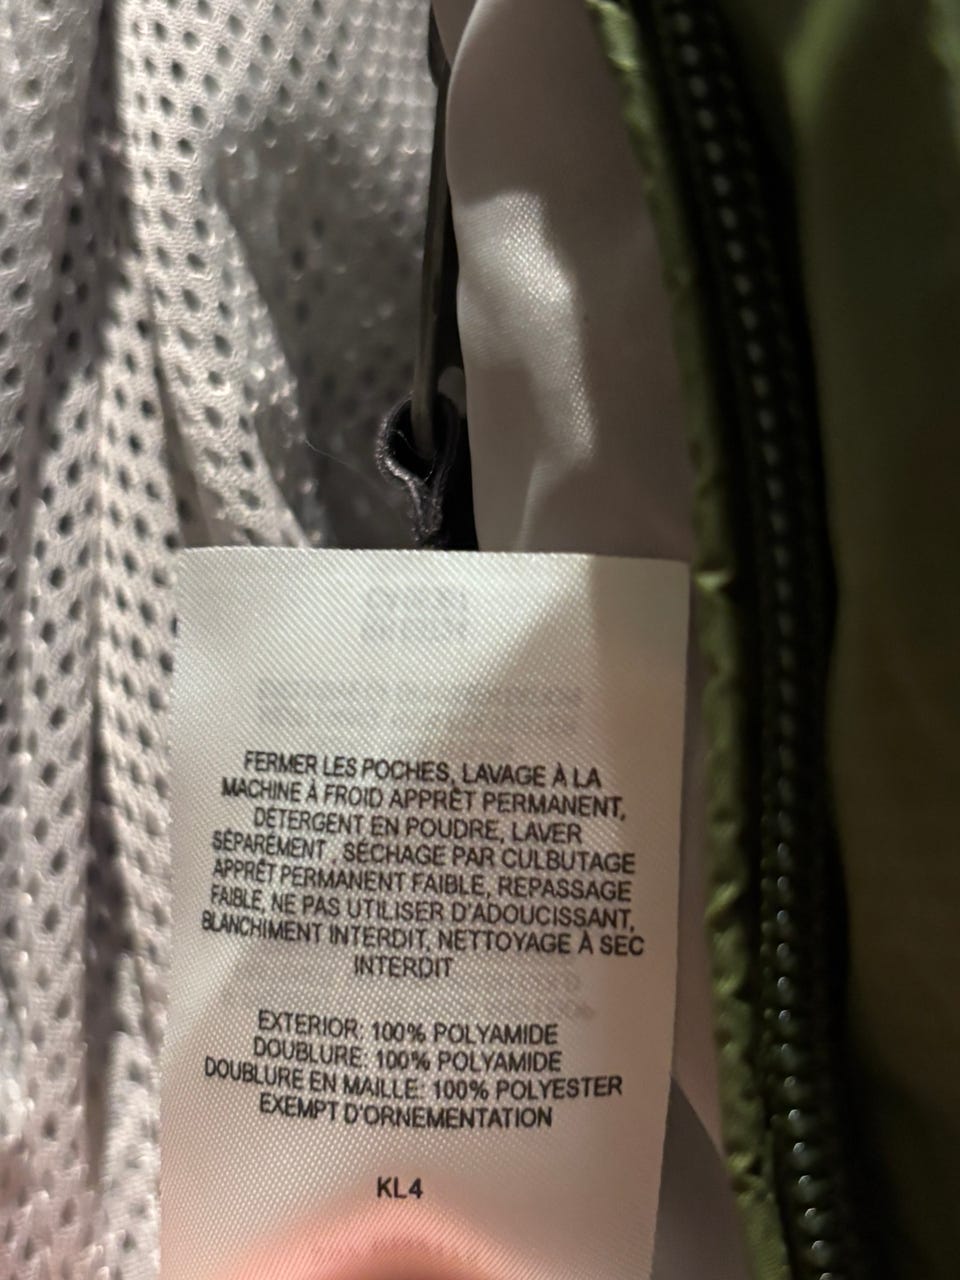 FERMER LES POCHES, LAVAGE À LA
MACHINE À FROID APPRÊT PERMANENT,
DÉTERGENT EN POUDRE, LAVER
SÉPARÉMENT, SÉCHAGE PAR CULBUTAGE
APPRÊT PERMANENT FAIBLE, REPASSAGE
FAIBLE, NE PAS UTILISER D'ADOUCISSANT,
BLANCHIMENT INTERDIT, NETTOYAGE À SEC
INTERDIT
EXTERIOR: 100% POLYAMIDE
DOUBLURE: 100% POLYAMIDE
DOUBLURE EN MAILLE: 100% POLYESTER
EXEMPT D'ORNEMENTATION
KL4